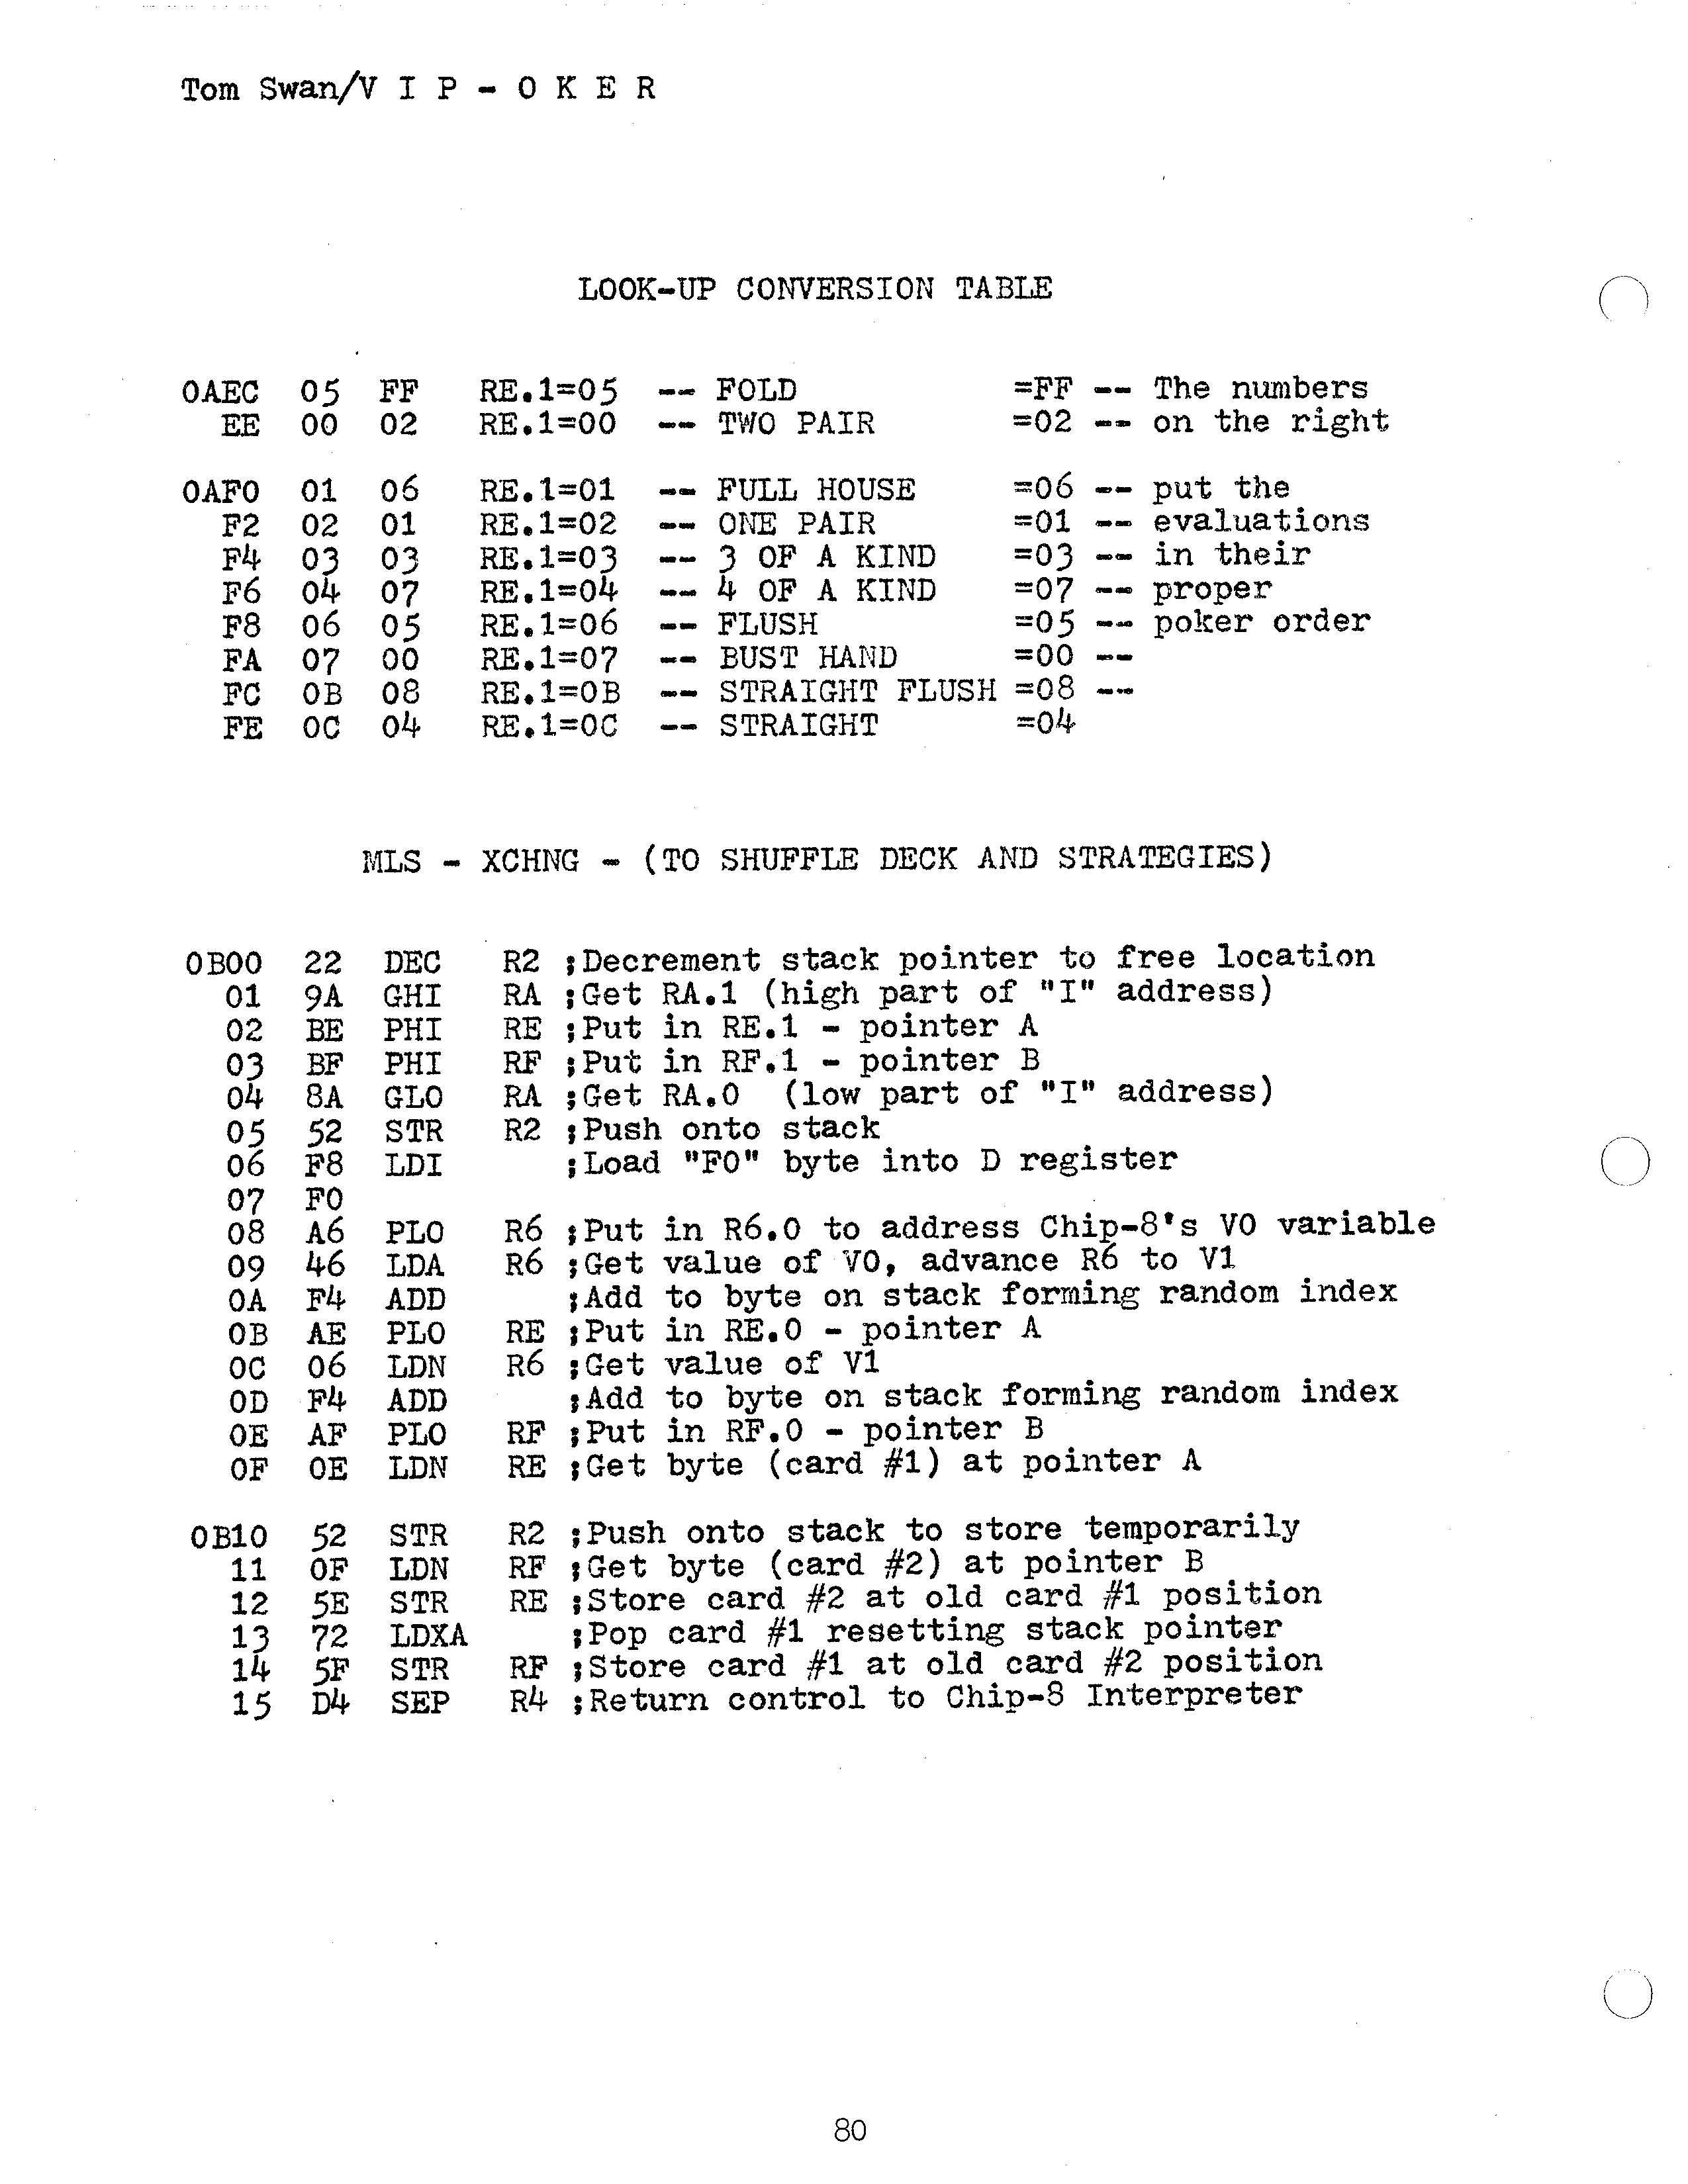 Tom Swan/V I P - O K E R
LOOK-UP CONVERSION TABLE
0AEC 05 FF RE.1=05 -- FOLD =FF -- The numbers
EE 00 02 RE.1=00 -- TWO PAIR =02 -- on the right
0AF0 01 06 RE.1=01 -- FULL HOUSE =06 -- put the
F2 02 01 RE.1=02 -- ONE PAIR =01 -- evaluations
F4 03 03 RE.1=03 -- 3 OF A KIND =03 -- in their
F6 04 07 RE.1=04 -- 4 OF A KIND =07 -- proper
F8 06 05 RE.1=06 -- FLUSH =05 -- poker order
FA 07 00 RE.1=07 -- BUST HAND =00 --
FC 0B 08 RE.1=0B -- STRAIGHT FLUSH =08 --
FE 0C 04 RE.1=0C -- STRAIGHT =04
MLS - XCHNG - (TO SHUFFLE DECK AND STRATEGIES)
0B00 22 DEC R2 ;Decrement stack pointer to free location
01 9A GHI RA ;Get RA.1 (high part of "I" address)
02 BE PHI RE ;Put in RE.1 - pointer A
03 BF PHI RF ;Put in RF.1 - pointer B
04 8A GLO RA ;Get RA.0 (low part of "I" address)
05 52 STR R2 ;Push onto stack
06 F8 LDI ;Load "F0" byte into D register
07 F0
08 A6 PLO R6 ;Put in R6.0 to address Chip-8's V0 variable
09 46 LDA R6 ;Get value of V0, advance R6 to V1
0A F4 ADD ;Add to byte on stack forming random index
0B AE PLO RE ;Put in RE.0 - pointer A
0C 06 LDN R6 ;Get value of V1
0D F4 ADD ;Add to byte on stack forming random index
0E AF PLO RF ;Put in RF.0 - pointer B
0F 0E LDN RE ;Get byte (card #1) at pointer A
0B10 52 STR R2 ;Push onto stack to store temporarily
11 0F LDN RF ;Get byte (card #2) at pointer B
12 5E STR RE ;Store card #2 at old card #1 position
13 72 LDXA ;Pop card #1 resetting stack pointer
14 5F STR RF ;Store card #1 at old card #2 position
15 D4 SEP R4 ;Return control to Chip-8 Interpreter
80